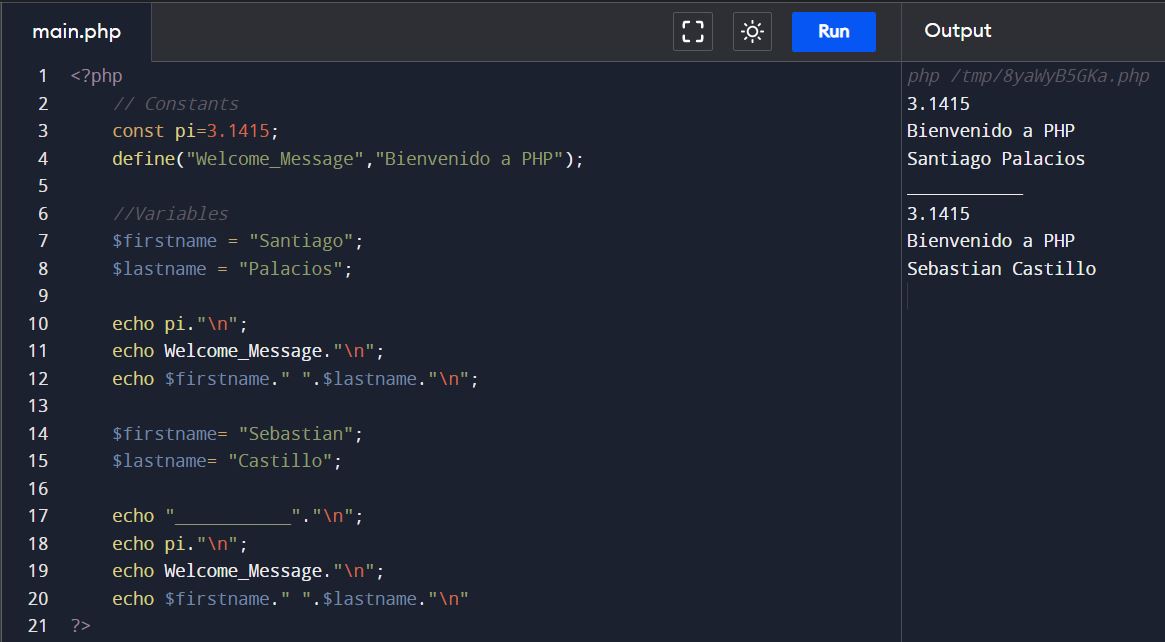 main.php
Run
Output
1 <?php
2     // Constants
3     const pi=3.1415;
4     define("Welcome_Message","Bienvenido a PHP");
5
6     //Variables
7     $firstname = "Santiago";
8     $lastname = "Palacios";
9
10     echo pi."\n";
11     echo Welcome_Message."\n";
12     echo $firstname." ".$lastname."\n";
13
14     $firstname= "Sebastian";
15     $lastname= "Castillo";
16
17     echo "___________"."\n";
18     echo pi."\n";
19     echo Welcome_Message."\n";
20     echo $firstname." ".$lastname."\n"
21 ?>
php /tmp/8yaWyB5GKa.php
3.1415
Bienvenido a PHP
Santiago Palacios
___________
3.1415
Bienvenido a PHP
Sebastian Castillo